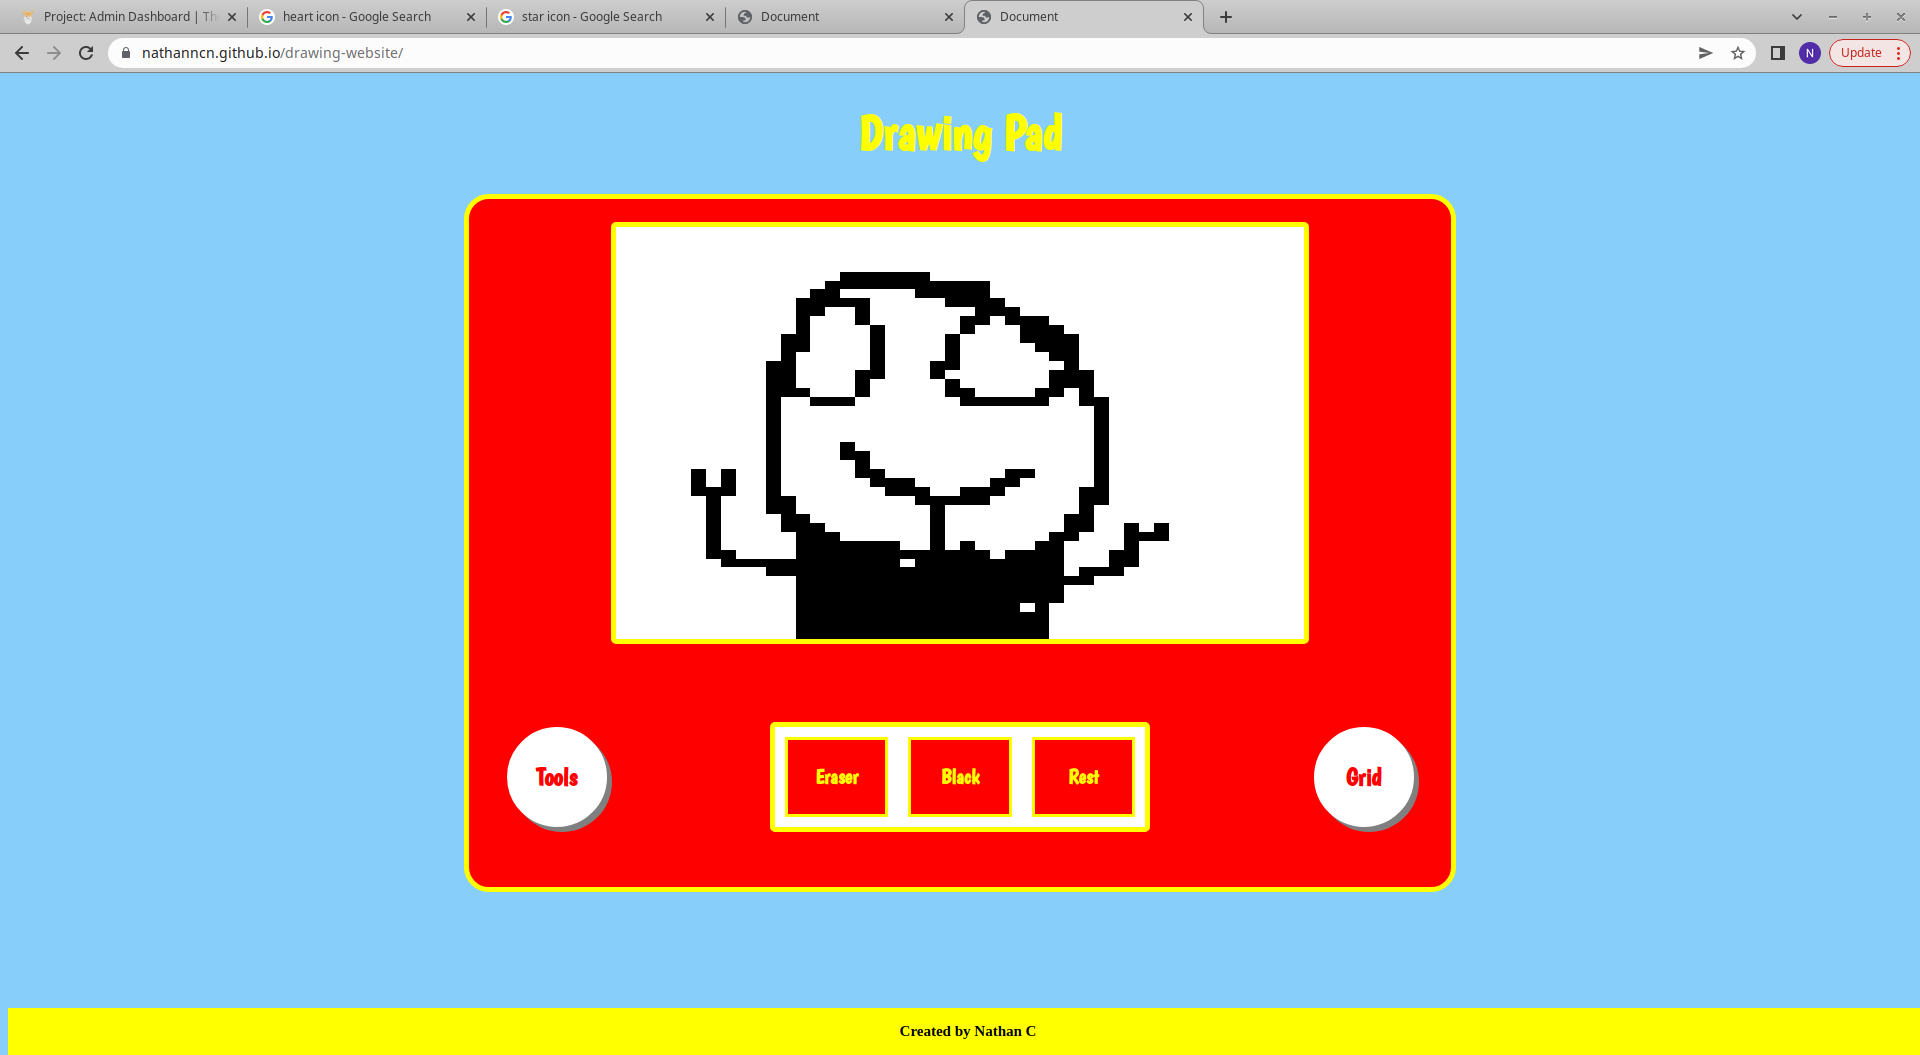 Project: Admin Dashboard | Th
heart icon - Google Search
star icon - Google Search
Document
Document
nathanncn.github.io/drawing-website/
N
Update
Drawing Pad
Tools
Eraser
Black
Rest
Grid
Created by Nathan C